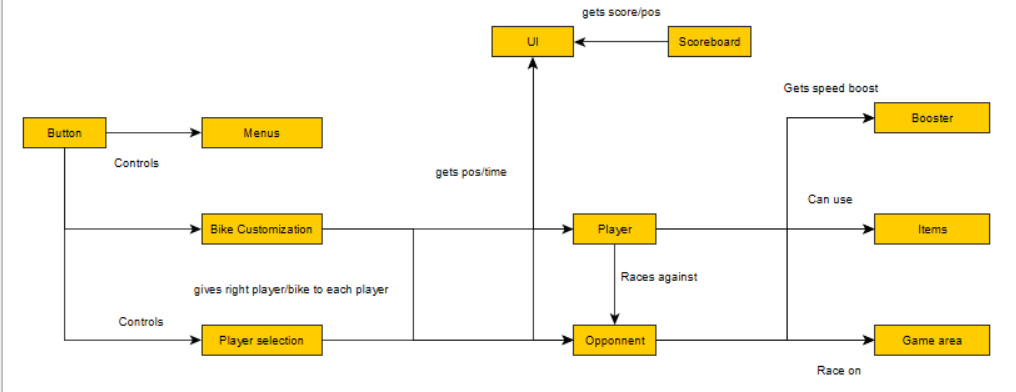 gets score/pos
UI
Scoreboard
Gets speed boost
Booster
Button
Menus
Controls
gets pos/time
Can use
Bike Customization
Player
Items
Races against
gives right player/bike to each player
Controls
Player selection
Opponnent
Game area
Race on